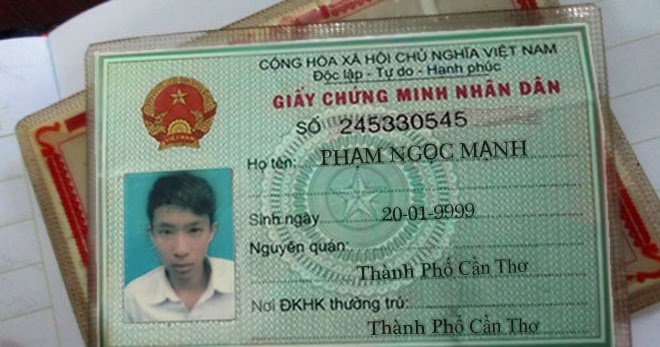 CỘNG HÒA XÃ HỘI CHỦ NGHĨA VIỆT NAM
Độc lập - Tự do - Hạnh phúc
GIẤY CHỨNG MINH NHÂN DÂN
SỐ 245330545
Họ tên: PHẠM NGỌC MẠNH
Sinh ngày 20-01-9999
Nguyên quán:
Thành Phố Cần Thơ
Nơi ĐKHK thường trú:
Thành Phố Cần Thơ